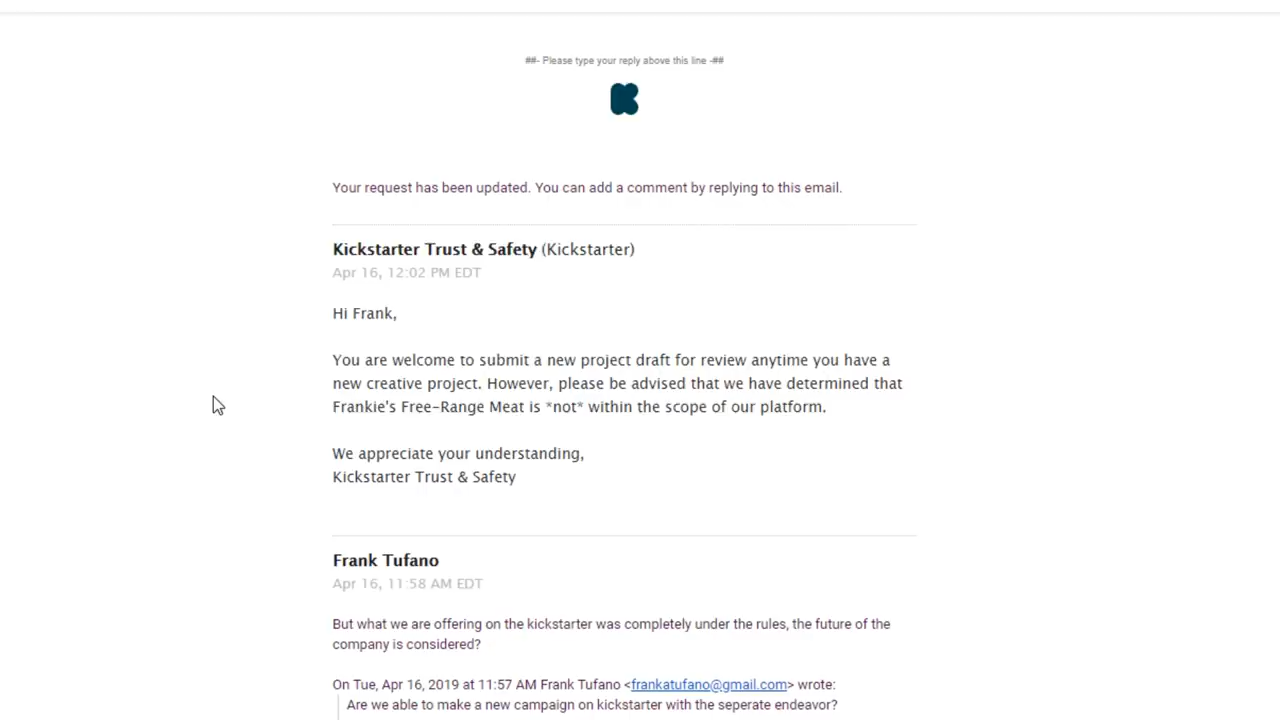 ##- Please type your reply above this line -##
Your request has been updated. You can add a comment by replying to this email.
Kickstarter Trust & Safety (Kickstarter)
Apr 16, 12:02 PM EDT
Hi Frank,
You are welcome to submit a new project draft for review anytime you have a
new creative project. However, please be advised that we have determined that
Frankie's Free-Range Meat is *not* within the scope of our platform.
We appreciate your understanding,
Kickstarter Trust & Safety
Frank Tufano
Apr 16, 11:58 AM EDT
But what we are offering on the kickstarter was completely under the rules, the future of the
company is considered?
On Tue, Apr 16, 2019 at 11:57 AM Frank Tufano <frankatufano@gmail.com> wrote:
Are we able to make a new campaign on kickstarter with the seperate endeavor?